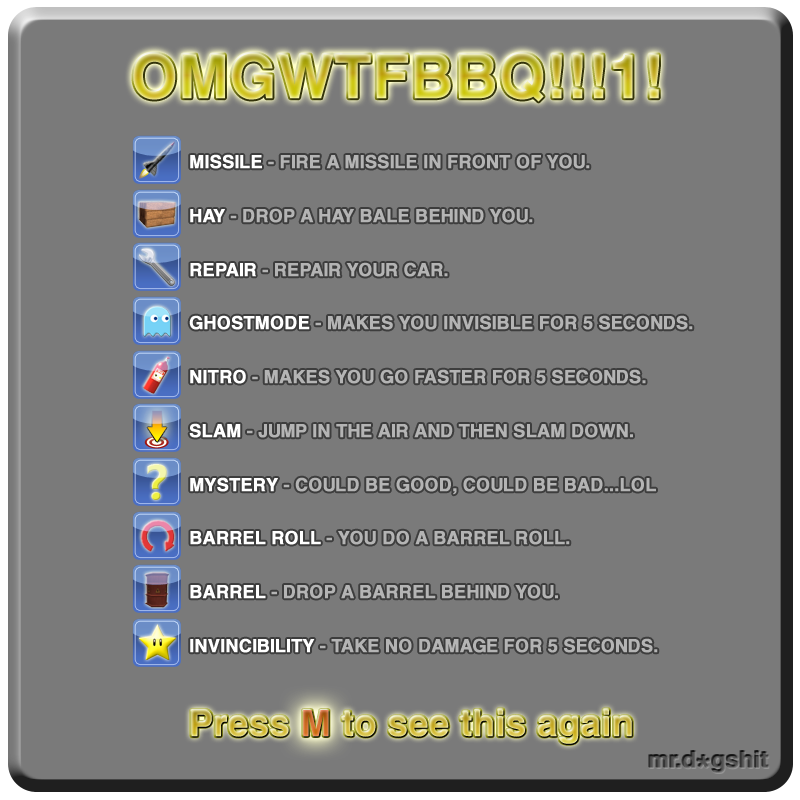 OMGWTFBBQ!!!1!
MISSILE - FIRE A MISSILE IN FRONT OF YOU.
HAY - DROP A HAY BALE BEHIND YOU.
REPAIR - REPAIR YOUR CAR.
GHOSTMODE - MAKES YOU INVISIBLE FOR 5 SECONDS.
NITRO - MAKES YOU GO FASTER FOR 5 SECONDS.
SLAM - JUMP IN THE AIR AND THEN SLAM DOWN.
MYSTERY - COULD BE GOOD, COULD BE BAD...LOL
BARREL ROLL - YOU DO A BARREL ROLL.
BARREL - DROP A BARREL BEHIND YOU.
INVINCIBILITY - TAKE NO DAMAGE FOR 5 SECONDS.
Press M to see this again
mr.d*gshit